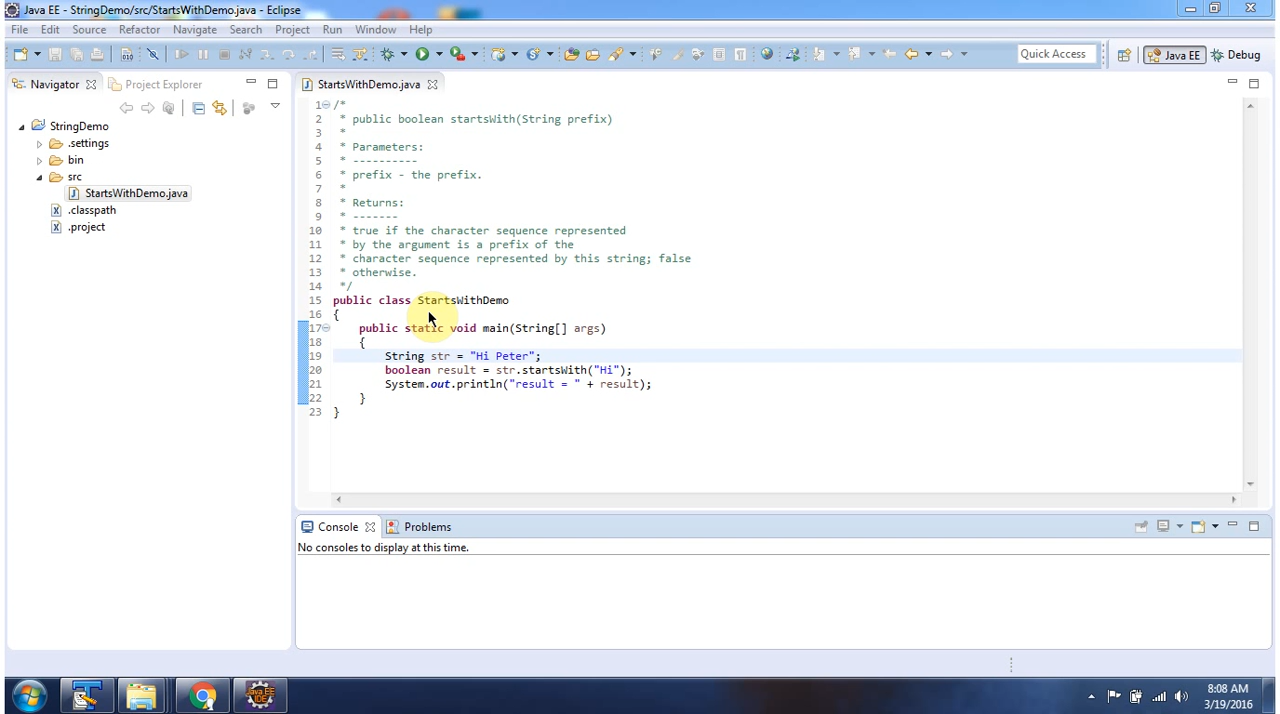 Java EE - StringDemo/src/StartsWithDemo.java - Eclipse
File Edit Source Refactor Navigate Search Project Run Window Help
Quick Access Java EE Debug
Navigator Project Explorer
StringDemo
.settings
bin
src
StartsWithDemo.java
.classpath
.project
StartsWithDemo.java
1 /*
2 * public boolean startsWith(String prefix)
3 *
4 * Parameters:
5 * ----------
6 * prefix - the prefix.
7 *
8 * Returns:
9 * -------
10 * true if the character sequence represented
11 * by the argument is a prefix of the
12 * character sequence represented by this string; false
13 * otherwise.
14 */
15 public class StartsWithDemo
16 {
17 public static void main(String[] args)
18 {
19 String str = "Hi Peter";
20 boolean result = str.startsWith("Hi");
21 System.out.println("result = " + result);
22 }
23 }
Console Problems
No consoles to display at this time.
Java EE IDE
8:08 AM
3/19/2016